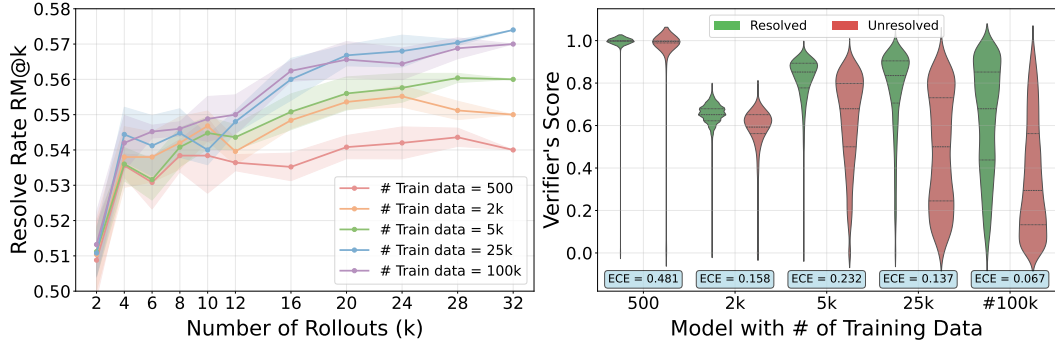 Resolve Rate RM@k
0.58
0.57
0.56
0.55
0.54
0.53
0.52
0.51
0.50
# Train data = 500
# Train data = 2k
# Train data = 5k
# Train data = 25k
# Train data = 100k
2 4 6 8 10 12 16 20 24 28 32
Number of Rollouts (k)
Verifier's Score
1.0
0.8
0.6
0.4
0.2
0.0
Resolved Unresolved
ECE = 0.481 ECE = 0.158 ECE = 0.232 ECE = 0.137 ECE = 0.067
500 2k 5k 25k #100k
Model with # of Training Data